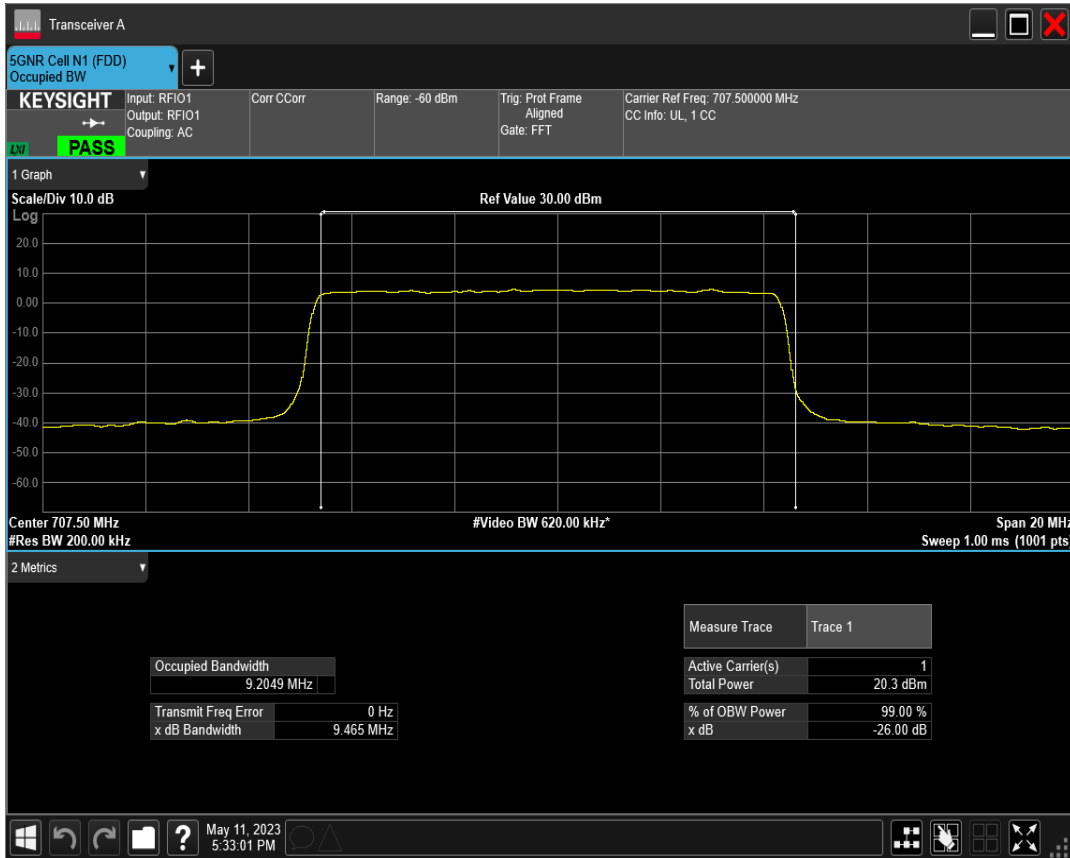 Transceiver A
5GNR Cell N1 (FDD)
Occupied BW
+
KEYSIGHT
LXI
PASS
Input: RFIO1
Output: RFIO1
Coupling: AC
Corr CCorr
Range: -60 dBm
Trig: Prot Frame
Aligned
Gate: FFT
Carrier Ref Freq: 707.500000 MHz
CC Info: UL, 1 CC
1 Graph
Scale/Div 10.0 dB
Ref Value 30.00 dBm
Log
20.0
10.0
0.00
-10.0
-20.0
-30.0
-40.0
-50.0
-60.0
Center 707.50 MHz
#Video BW 620.00 kHz*
Span 20 MHz
#Res BW 200.00 kHz
Sweep 1.00 ms (1001 pts)
2 Metrics
Measure Trace Trace 1
Occupied Bandwidth
9.2049 MHz
Active Carrier(s) 1
Total Power 20.3 dBm
Transmit Freq Error 0 Hz
x dB Bandwidth 9.465 MHz
% of OBW Power 99.00 %
x dB -26.00 dB
?
May 11, 2023
5:33:01 PM